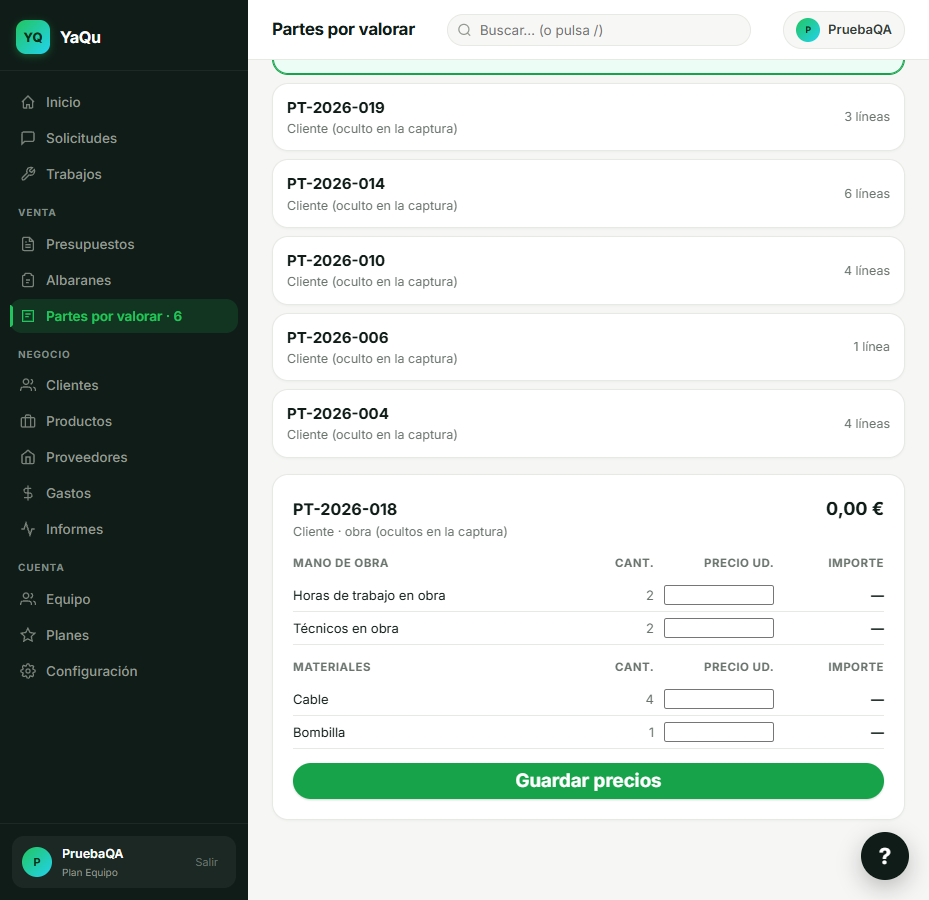 YQ YaQu
Inicio
Solicitudes
Trabajos
VENTA
Presupuestos
Albaranes
Partes por valorar · 6
NEGOCIO
Clientes
Productos
Proveedores
Gastos
Informes
CUENTA
Equipo
Planes
Configuración
P PruebaQA
Plan Equipo
Salir
Partes por valorar
Buscar... (o pulsa /)
P PruebaQA
PT-2026-019
Cliente (oculto en la captura)
3 líneas
PT-2026-014
Cliente (oculto en la captura)
6 líneas
PT-2026-010
Cliente (oculto en la captura)
4 líneas
PT-2026-006
Cliente (oculto en la captura)
1 línea
PT-2026-004
Cliente (oculto en la captura)
4 líneas
PT-2026-018 0,00 €
Cliente · obra (ocultos en la captura)
MANO DE OBRA CANT. PRECIO UD. IMPORTE
Horas de trabajo en obra 2 —
Técnicos en obra 2 —
MATERIALES CANT. PRECIO UD. IMPORTE
Cable 4 —
Bombilla 1 —
Guardar precios
?